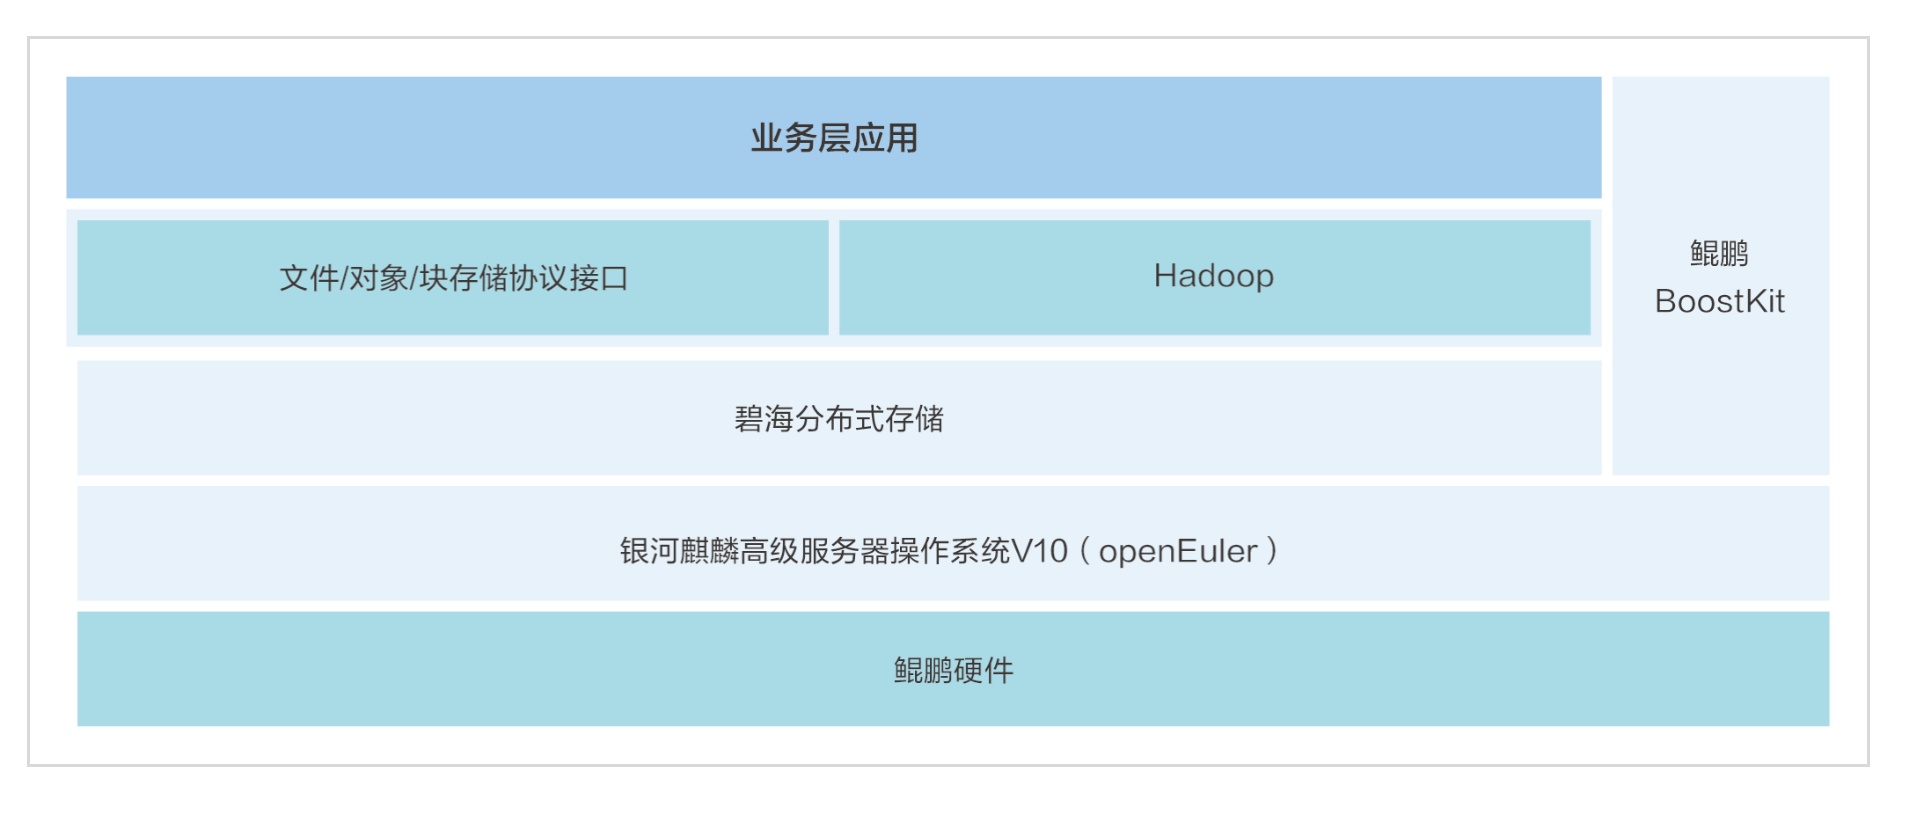 业务层应用
文件/对象/块存储协议接口
Hadoop
鲲鹏
BoostKit
碧海分布式存储
银河麒麟高级服务器操作系统V10（openEuler）
鲲鹏硬件